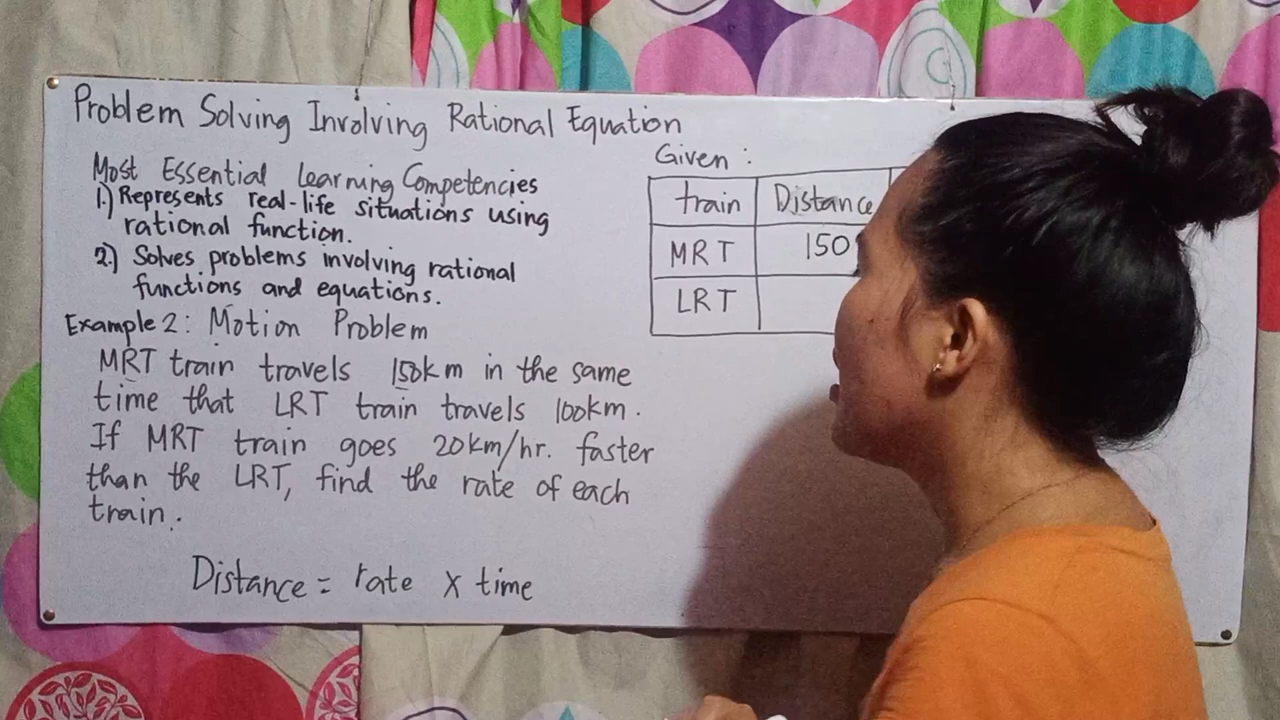 Problem Solving Involving Rational Equation
Most Essential Learning Competencies
1.) Represents real-life situations using
rational function.
2.) Solves problems involving rational
functions and equations.
Example 2: Motion Problem
MRT train travels 150km in the same
time that LRT train travels 100km.
If MRT train goes 20km/hr. faster
than the LRT, find the rate of each
train.
Distance = rate x time
Given:
train Distance
MRT 150
LRT